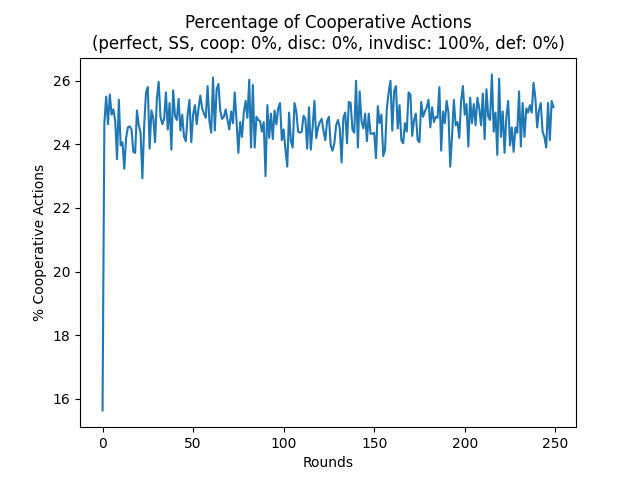 Percentage of Cooperative Actions
(perfect, SS, coop: 0%, disc: 0%, invdisc: 100%, def: 0%)
26
24
22
20
18
16
% Cooperative Actions
0 50 100 150 200 250
Rounds